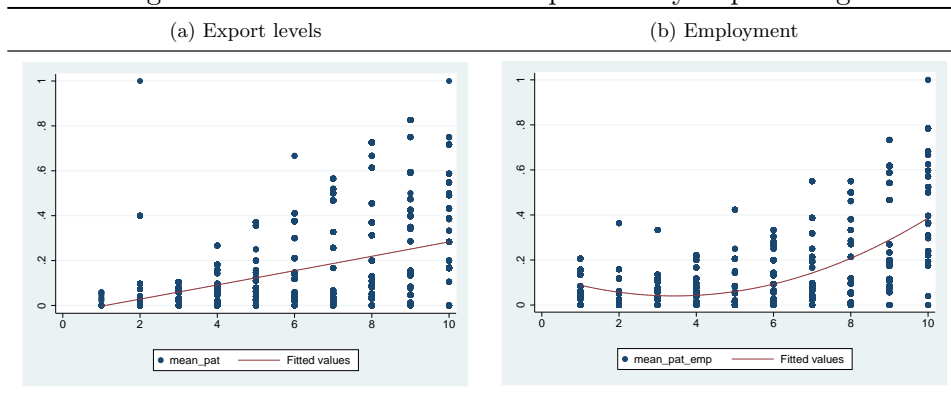 (a) Export levels
(b) Employment
1
.8
.6
.4
.2
0
0 2 4 6 8 10
mean_pat Fitted values
1
.8
.6
.4
.2
0
0 2 4 6 8 10
mean_pat_emp Fitted values